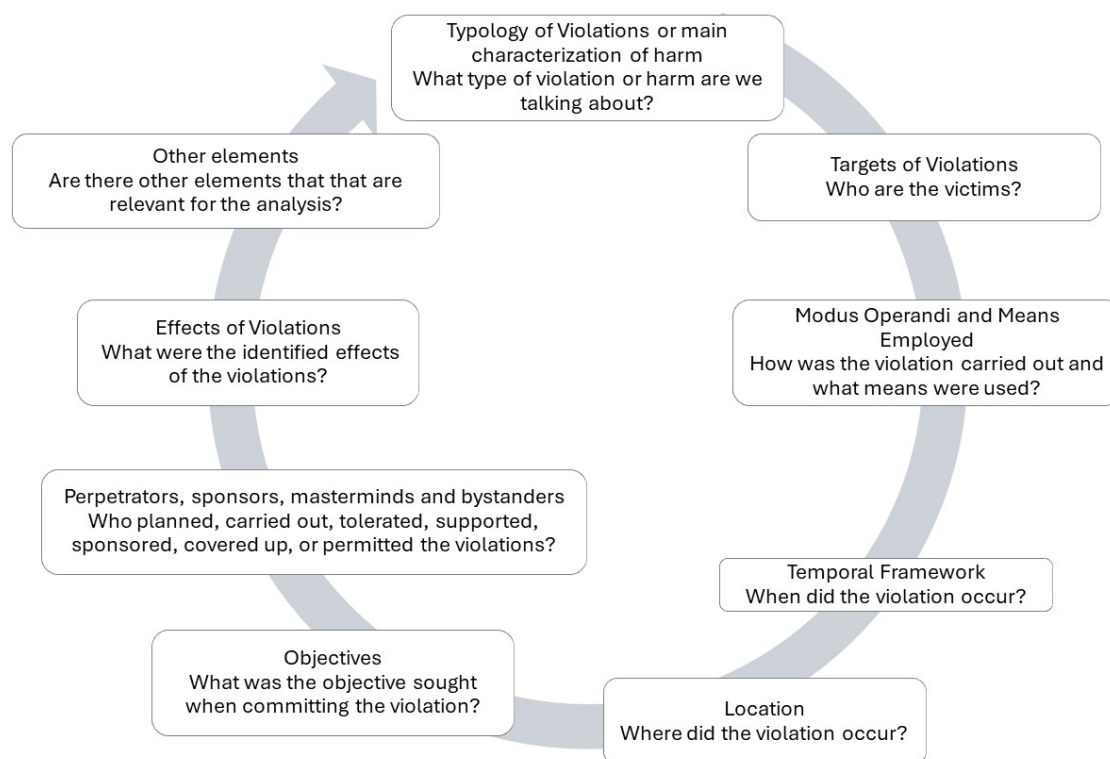 Typology of Violations or main
characterization of harm
What type of violation or harm are we
talking about?
Targets of Violations
Who are the victims?
Modus Operandi and Means
Employed
How was the violation carried out and
what means were used?
Temporal Framework
When did the violation occur?
Location
Where did the violation occur?
Objectives
What was the objective sought
when committing the violation?
Perpetrators, sponsors, masterminds and bystanders
Who planned, carried out, tolerated, supported,
sponsored, covered up, or permitted the violations?
Effects of Violations
What were the identified effects
of the violations?
Other elements
Are there other elements that that are
relevant for the analysis?